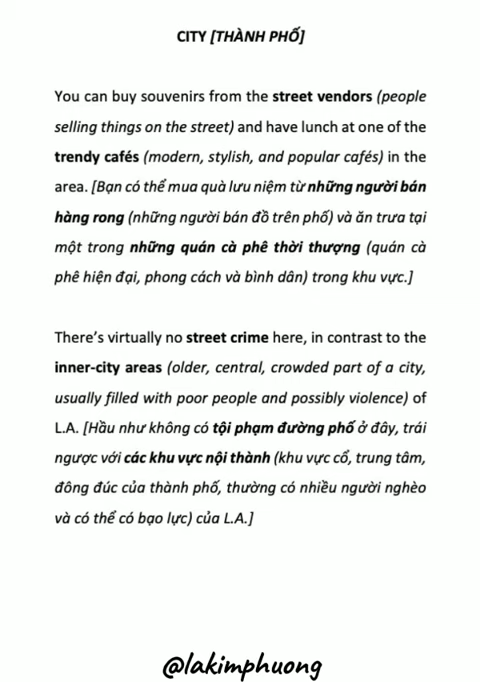 CITY [THÀNH PHỐ]
You can buy souvenirs from the street vendors (people
selling things on the street) and have lunch at one of the
trendy cafés (modern, stylish, and popular cafés) in the
area. [Bạn có thể mua quà lưu niệm từ những người bán
hàng rong (những người bán đồ trên phố) và ăn trưa tại
một trong những quán cà phê thời thượng (quán cà
phê hiện đại, phong cách và bình dân) trong khu vực.]
There's virtually no street crime here, in contrast to the
inner-city areas (older, central, crowded part of a city,
usually filled with poor people and possibly violence) of
L.A. [Hầu như không có tội phạm đường phố ở đây, trái
ngược với các khu vực nội thành (khu vực cổ, trung tâm,
đông đúc của thành phố, thường có nhiều người nghèo
và có thể có bạo lực) của L.A.]
@lakimphuong